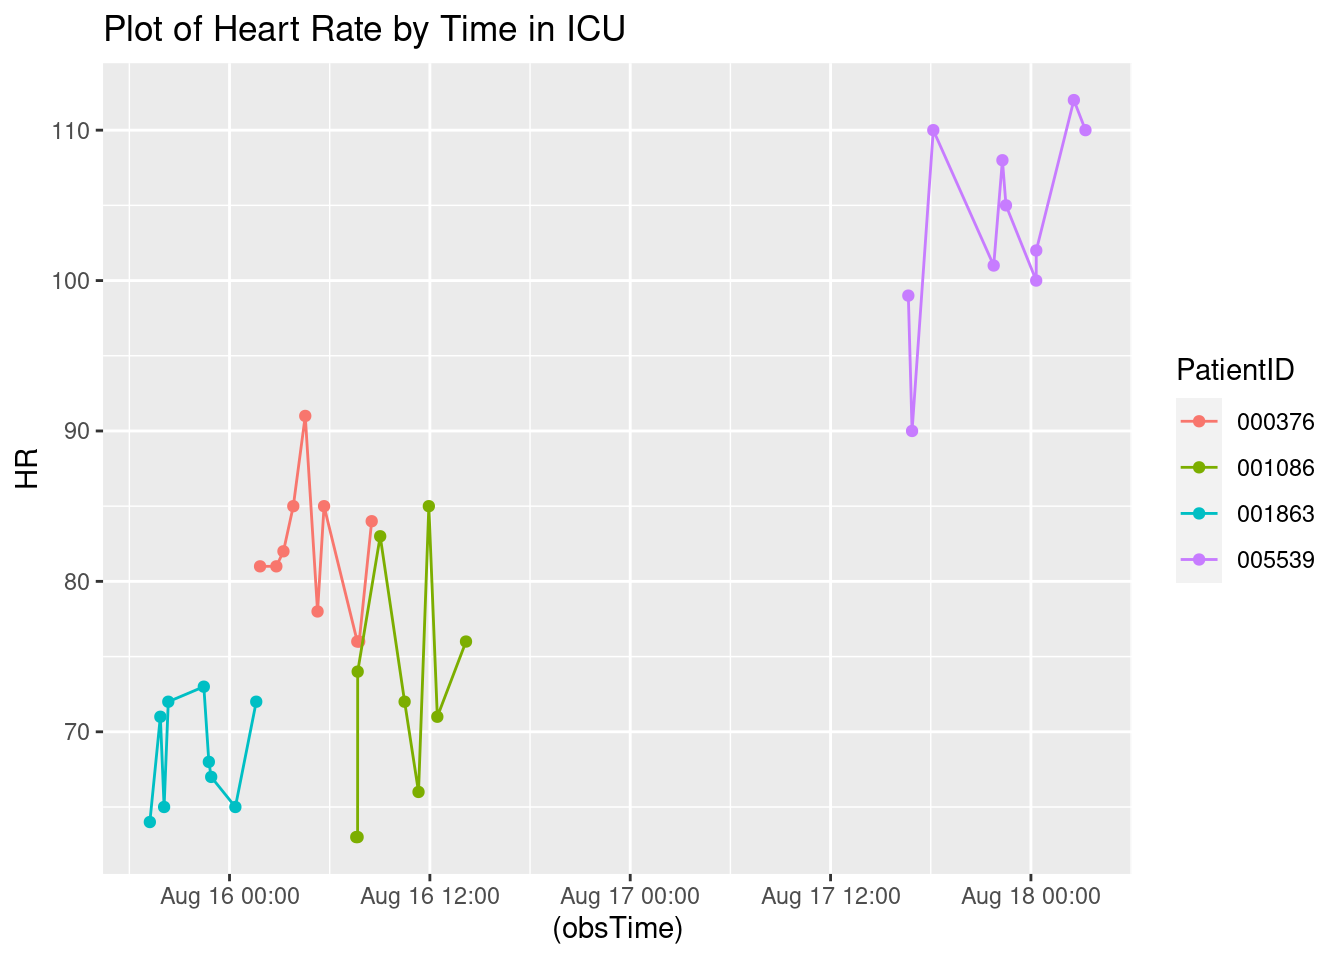 Plot of Heart Rate by Time in ICU
110
100
90
80
70
HR
Aug 16 00:00
Aug 16 12:00
Aug 17 00:00
Aug 17 12:00
Aug 18 00:00
(obsTime)
PatientID
000376
001086
001863
005539